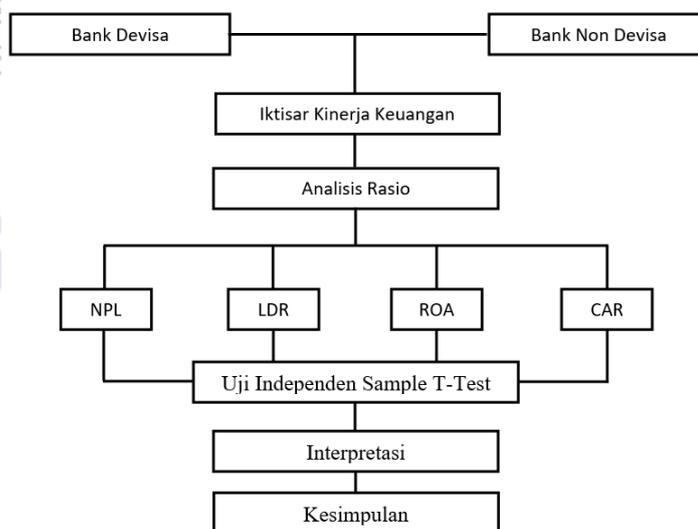 Bank Devisa
Bank Non Devisa
Iktisar Kinerja Keuangan
Analisis Rasio
NPL
LDR
ROA
CAR
Uji Independen Sample T-Test
Interpretasi
Kesimpulan